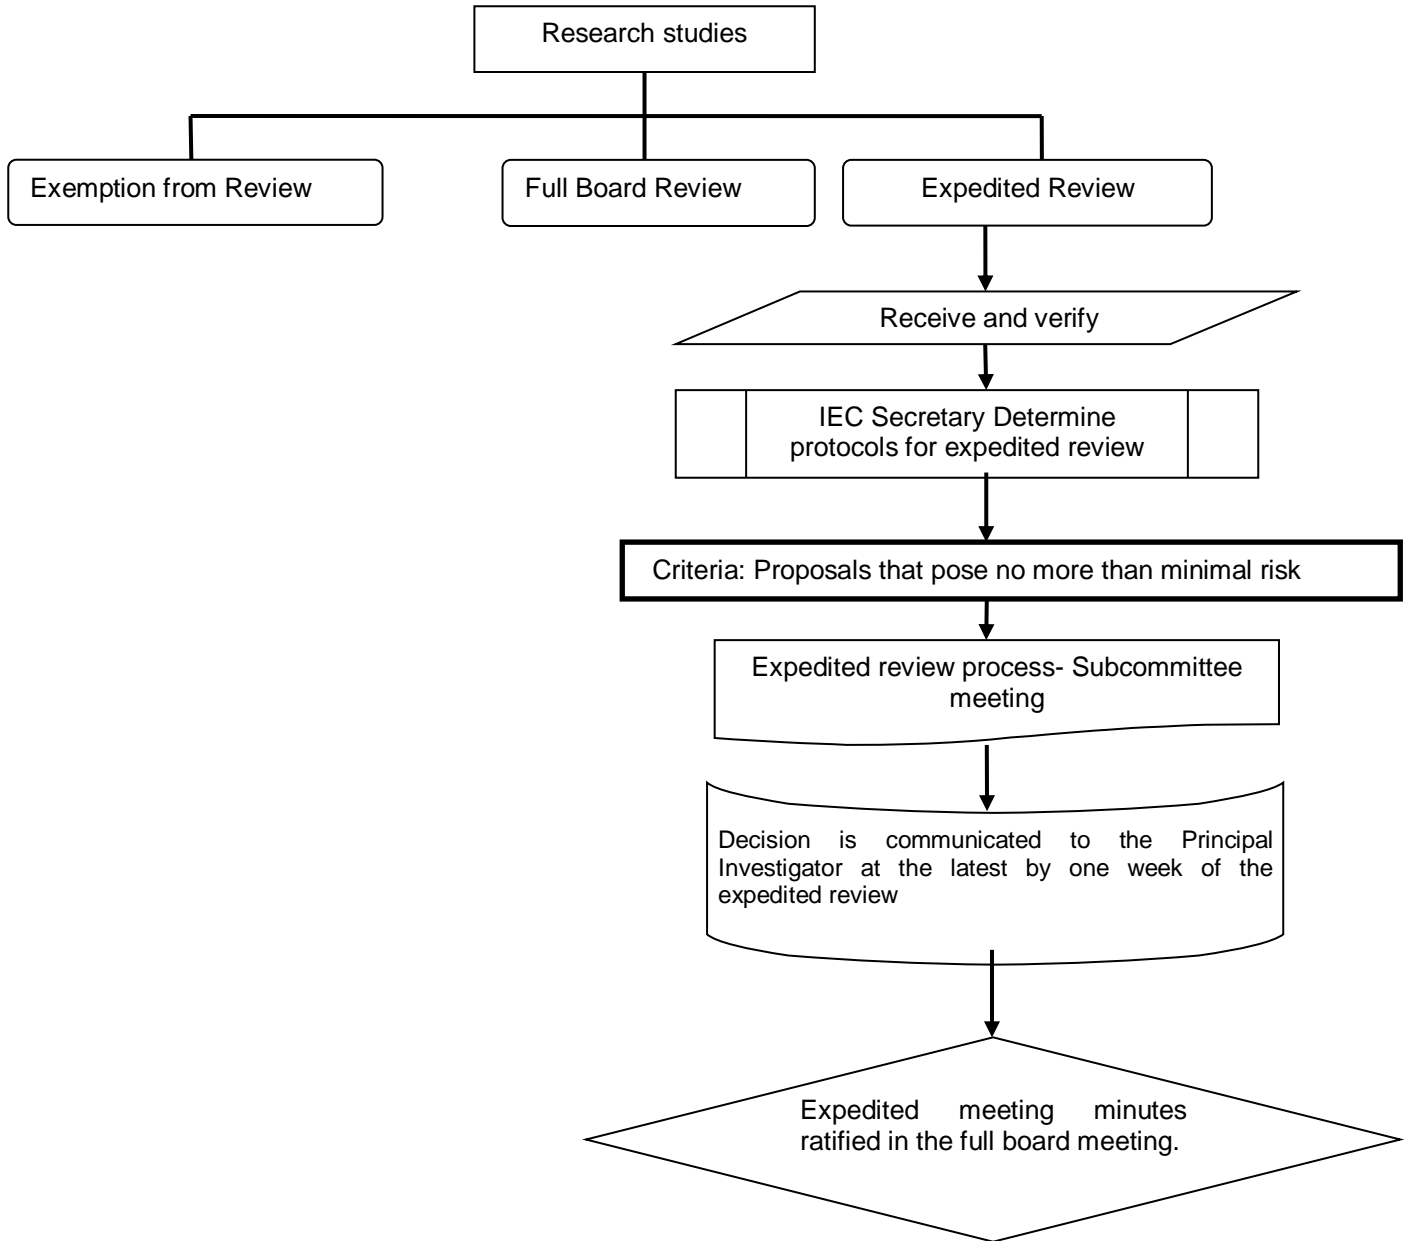 Research studies
Exemption from Review
Full Board Review
Expedited Review
Receive and verify
IEC Secretary Determine
protocols for expedited review
Criteria: Proposals that pose no more than minimal risk
Expedited review process- Subcommittee
meeting
Decision is communicated to the Principal
Investigator at the latest by one week of the
expedited review
Expedited meeting minutes
ratified in the full board meeting.